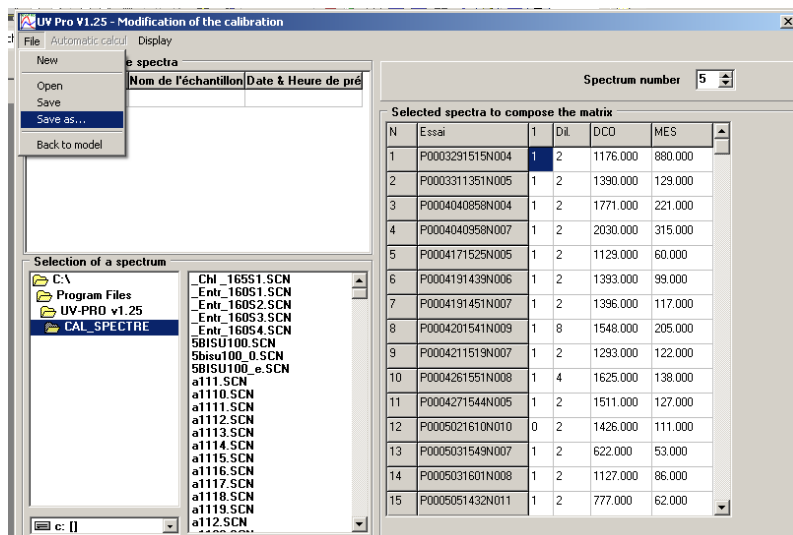 UV Pro V1.25 - Modification of the calibration
File Automatic calcul Display
New
Open
Save
Save as...
Back to model
e spectra
Nom de l'échantillon Date & Heure de pré
Spectrum number 5
Selected spectra to compose the matrix
N Essai 1 Dil. DCO MES
1 P0003291515N004 1 2 1176.000 880.000
2 P0003311351N005 1 2 1390.000 129.000
3 P0004040858N004 1 2 1771.000 221.000
4 P0004040958N007 1 2 2030.000 315.000
5 P0004171525N005 1 2 1129.000 60.000
6 P0004191439N006 1 2 1393.000 99.000
7 P0004191451N007 1 2 1396.000 117.000
8 P0004201541N009 1 8 1548.000 205.000
9 P0004211519N007 1 2 1293.000 122.000
10 P0004261551N008 1 4 1625.000 138.000
11 P0004271544N005 1 2 1511.000 127.000
12 P0005021610N010 0 2 1426.000 111.000
13 P0005031549N007 1 2 622.000 53.000
14 P0005031601N008 1 2 1127.000 86.000
15 P0005051432N011 1 2 777.000 62.000
Selection of a spectrum
C:\
Program Files
UV-PRO v1.25
CAL_SPECTRE
_Chl_165S1.SCN
_Entr_160S1.SCN
_Entr_160S2.SCN
_Entr_160S3.SCN
_Entr_160S4.SCN
5BISU100.SCN
5bisu100_0.SCN
5BISU100_e.SCN
a111.SCN
a1110.SCN
a1111.SCN
a1112.SCN
a1113.SCN
a1114.SCN
a1115.SCN
a1116.SCN
a1117.SCN
a1118.SCN
a1119.SCN
a112.SCN
c: []